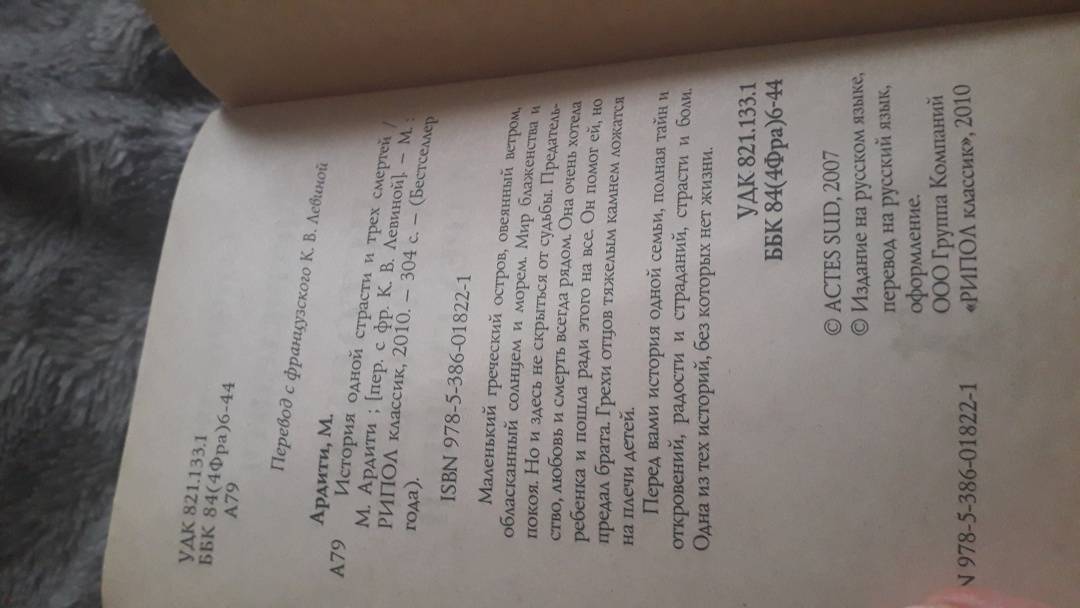 УДК 821.133.1
ББК 84(4Фра)6-44
А79
Перевод с французского К. В. Левиной
Ардити, М.
А79 История одной страсти и трех смертей /
М. Ардити ; [пер. с фр. К. В. Левиной]. – М. :
РИПОЛ классик, 2010. – 304 с. – (Бестселлер
года).
ISBN 978-5-386-01822-1
Маленький греческий остров, овеянный ветром,
обласканный солнцем и морем. Мир блаженства и
покоя. Но и здесь не скрыться от судьбы. Предатель-
ство, любовь и смерть всегда рядом. Она очень хотела
ребенка и пошла ради этого на все. Он помог ей, но
предал брата. Грехи отцов тяжелым камнем ложатся
на плечи детей.
Перед вами история одной семьи, полная тайн и
откровений, радости и страданий, страсти и боли.
Одна из тех историй, без которых нет жизни.
УДК 821.133.1
ББК 84(4Фра)6-44
© ACTES SUD, 2007
© Издание на русском языке,
перевод на русский язык,
оформление.
ООО Группа Компаний
«РИПОЛ классик», 2010
N 978-5-386-01822-1